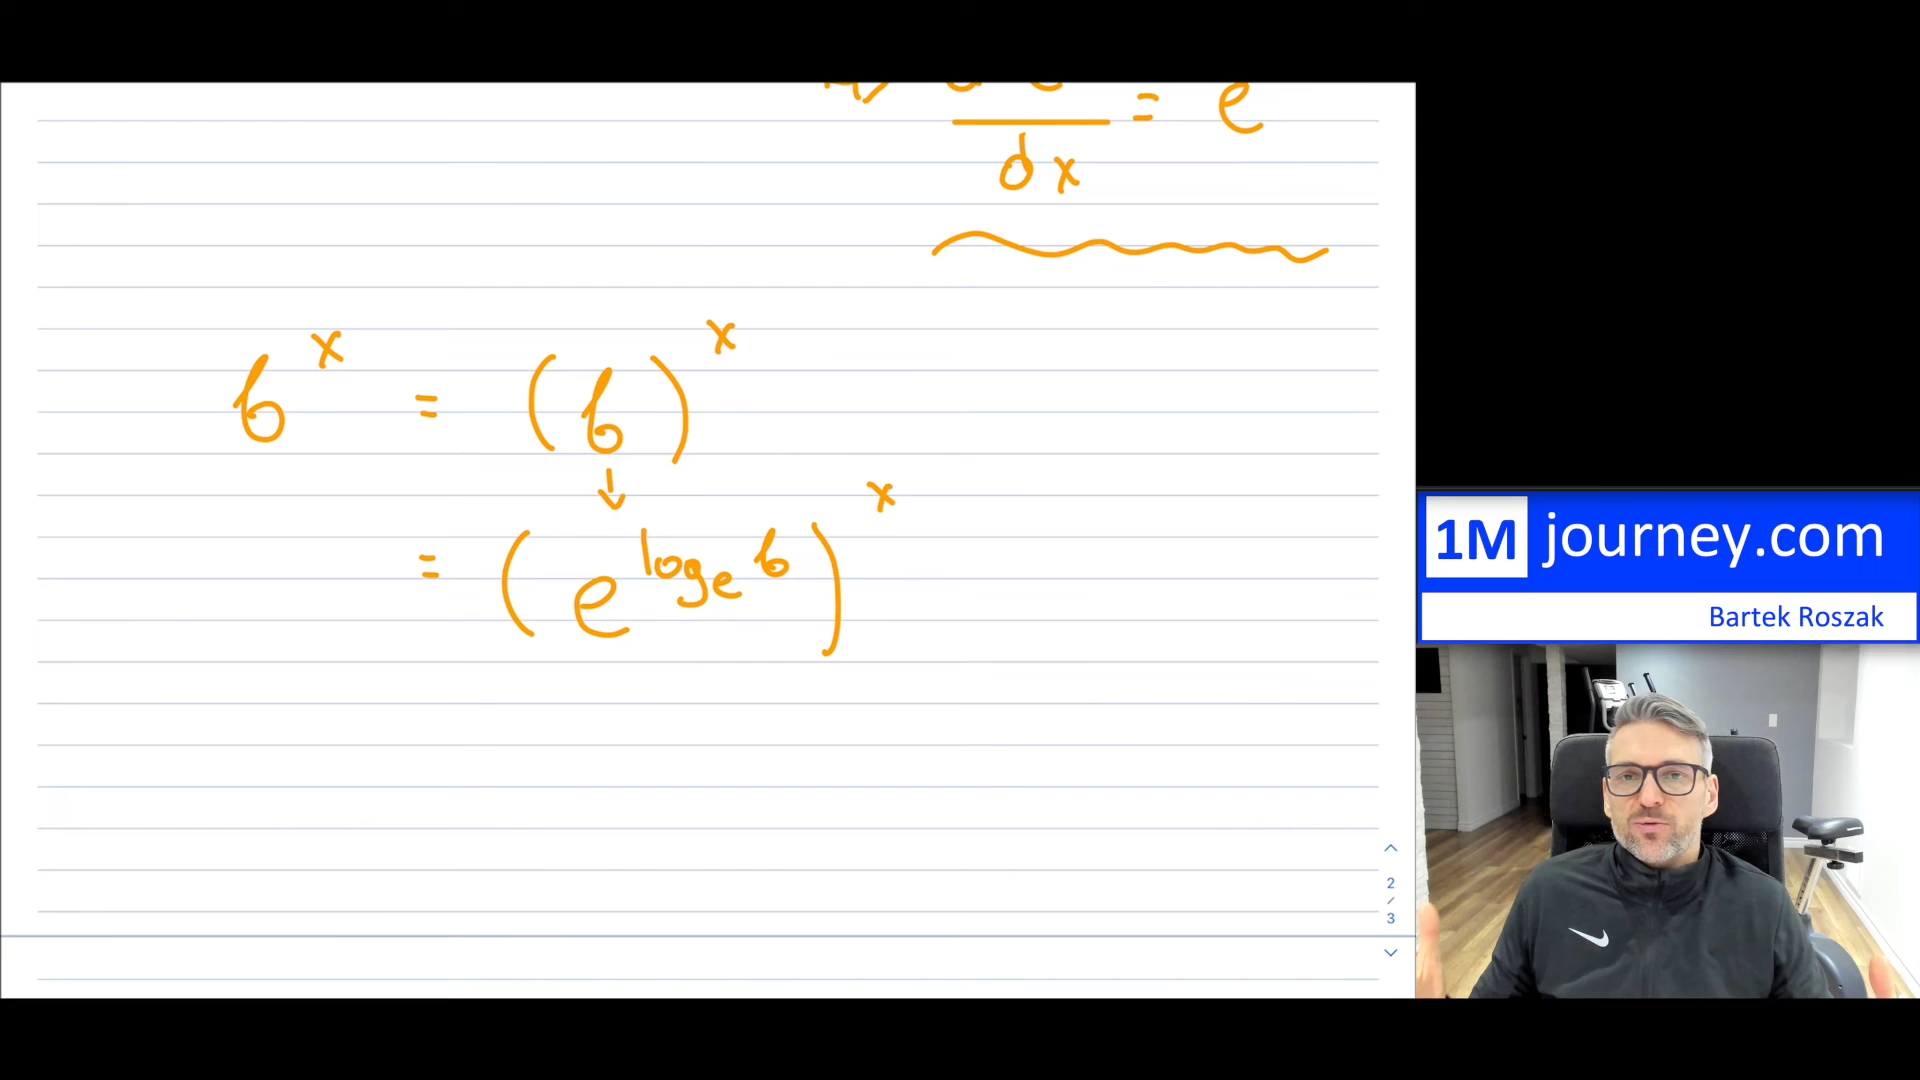 = e
dx
b^x = (b)^x
↓
= (e^{log_e b})^x
1M journey.com
Bartek Roszak
2
/
3